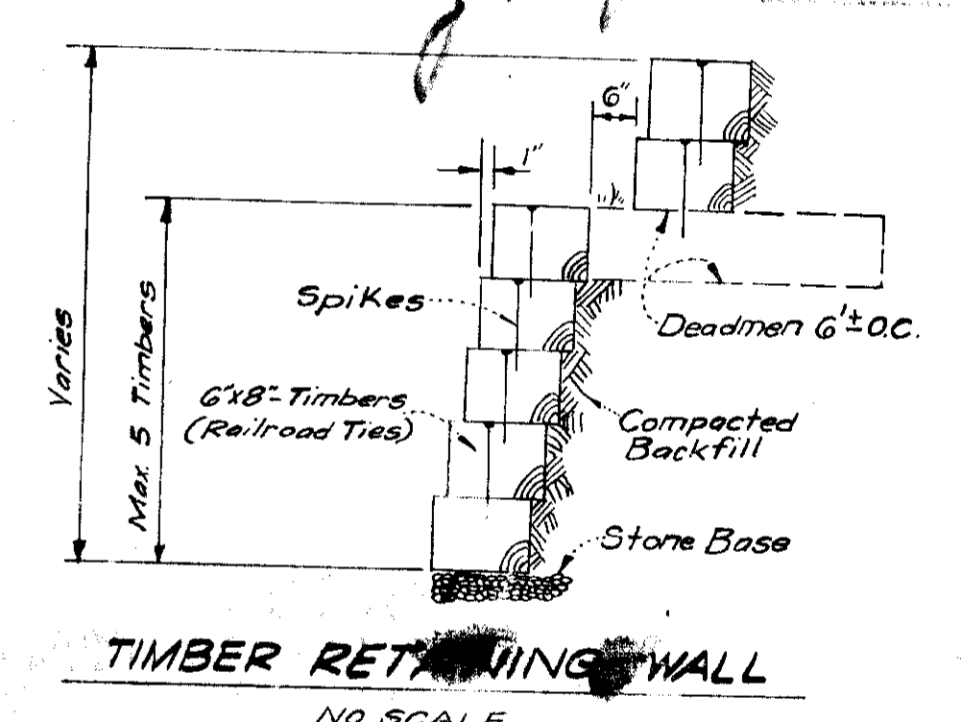 6"
1"
Varies
Max. 5 Timbers
Spikes
Deadmen 6'± O.C.
6"x8" Timbers
(Railroad Ties)
Compacted
Backfill
Stone Base
TIMBER RETAINING WALL
NO SCALE